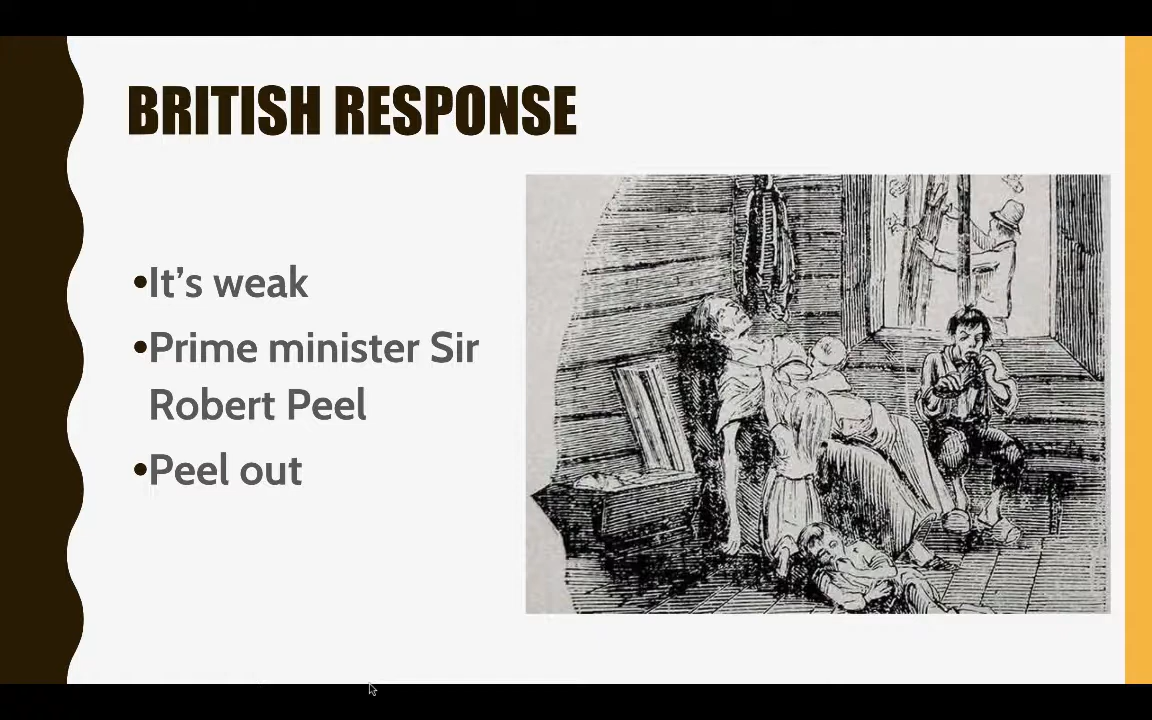 BRITISH RESPONSE
•It’s weak
•Prime minister Sir
Robert Peel
•Peel out